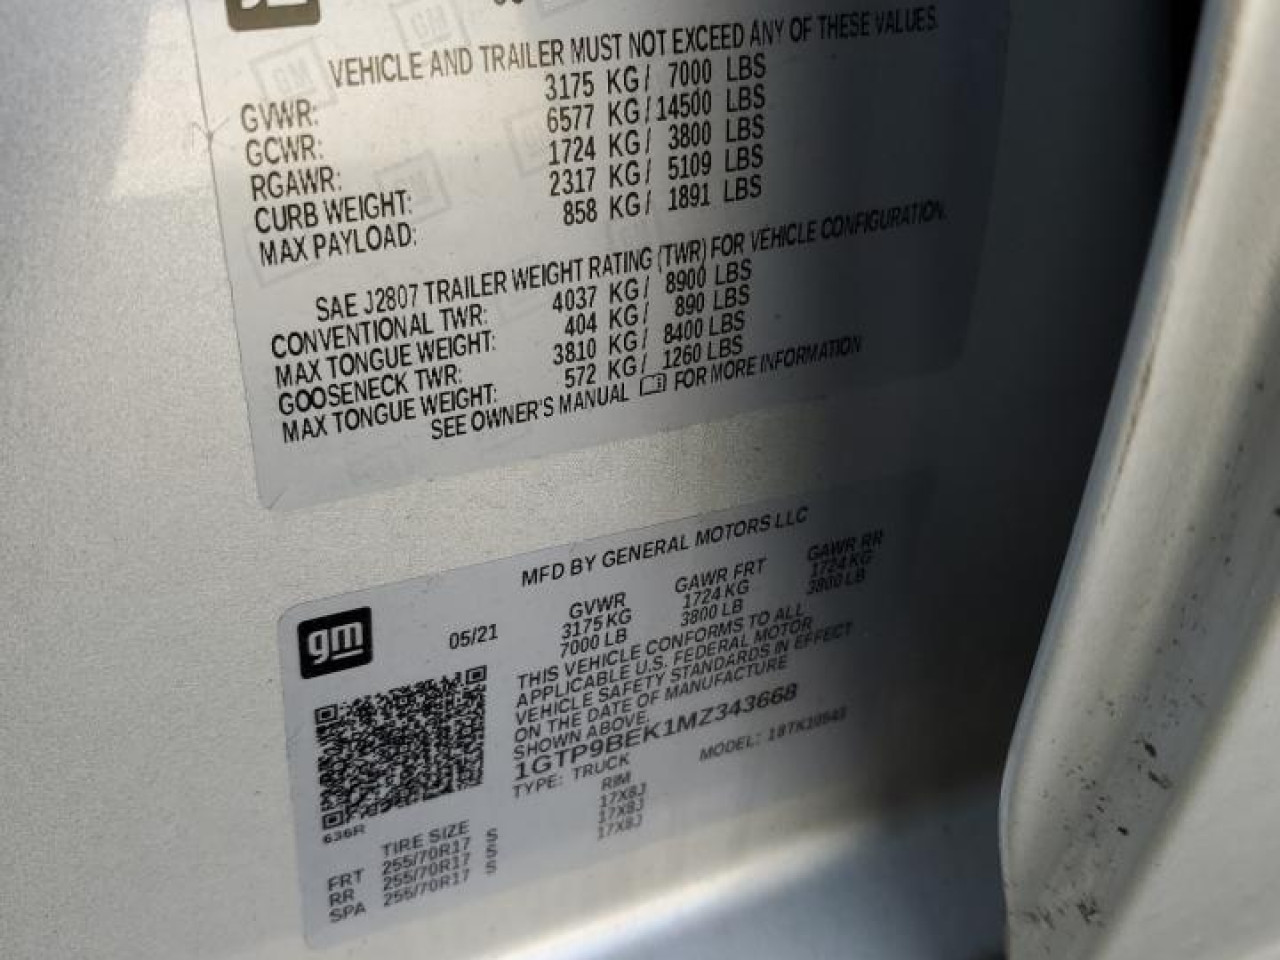 VEHICLE AND TRAILER MUST NOT EXCEED ANY OF THESE VALUES.
GVWR: 3175 KG/ 7000 LBS
GCWR: 6577 KG/14500 LBS
RGAWR: 1724 KG/ 3800 LBS
CURB WEIGHT: 2317 KG/ 5109 LBS
MAX PAYLOAD: 858 KG/ 1891 LBS
SAE J2807 TRAILER WEIGHT RATING (TWR) FOR VEHICLE CONFIGURATION.
CONVENTIONAL TWR: 4037 KG/ 8900 LBS
MAX TONGUE WEIGHT: 404 KG/ 890 LBS
GOOSENECK TWR: 3810 KG/ 8400 LBS
MAX TONGUE WEIGHT: 572 KG/ 1260 LBS
SEE OWNER'S MANUAL FOR MORE INFORMATION
MFD BY GENERAL MOTORS LLC
gm
05/21
GVWR GAWR FRT GAWR RR
3175 KG 1724 KG 1724 KG
7000 LB 3800 LB 3800 LB
THIS VEHICLE CONFORMS TO ALL
APPLICABLE U.S. FEDERAL MOTOR
VEHICLE SAFETY STANDARDS IN EFFECT
ON THE DATE OF MANUFACTURE
SHOWN ABOVE.
1GTP9BEK1MZ343668
TYPE: TRUCK MODEL:
636R
TIRE SIZE RIM
FRT 255/70R17 S 17X8J
RR 255/70R17 S 17X8J
SPA 255/70R17 S 17X8J